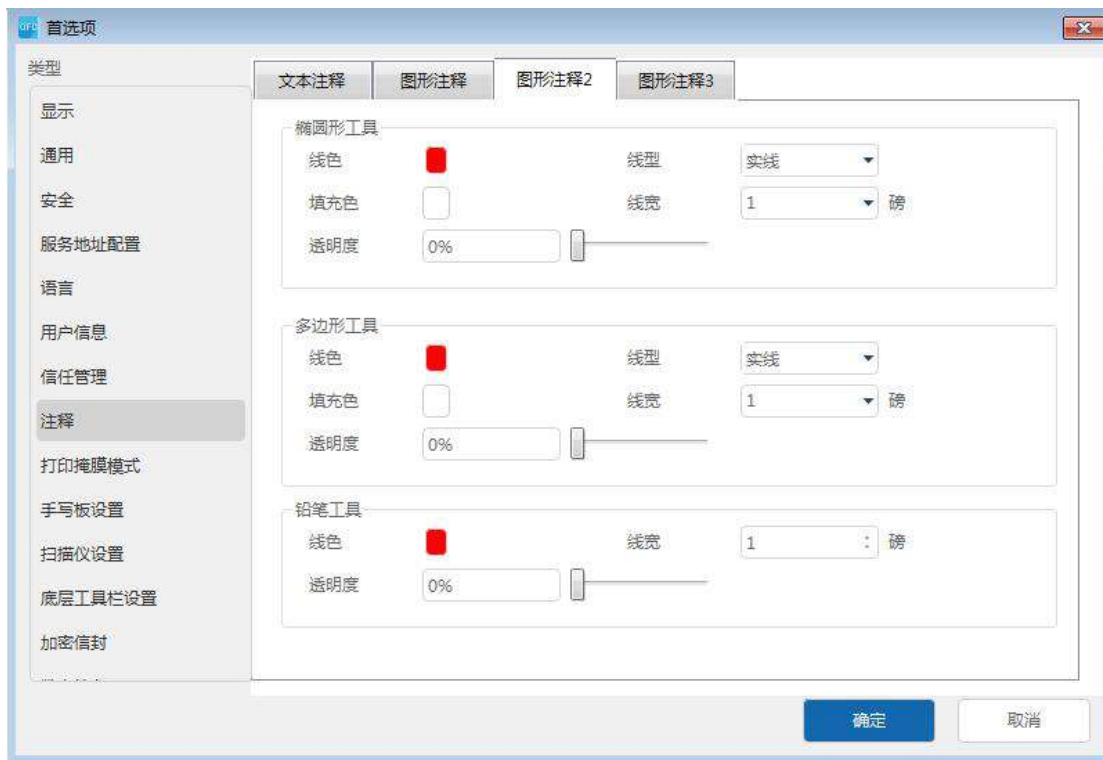 首选项
类型
显示
通用
安全
服务地址配置
语言
用户信息
信任管理
注释
打印掩膜模式
手写板设置
扫描仪设置
底层工具栏设置
加密信封
文本注释 图形注释 图形注释2 图形注释3
椭圆形工具
线色 线型 实线
填充色 线宽 1 磅
透明度 0%
多边形工具
线色 线型 实线
填充色 线宽 1 磅
透明度 0%
铅笔工具
线色 线宽 1 磅
透明度 0%
确定 取消